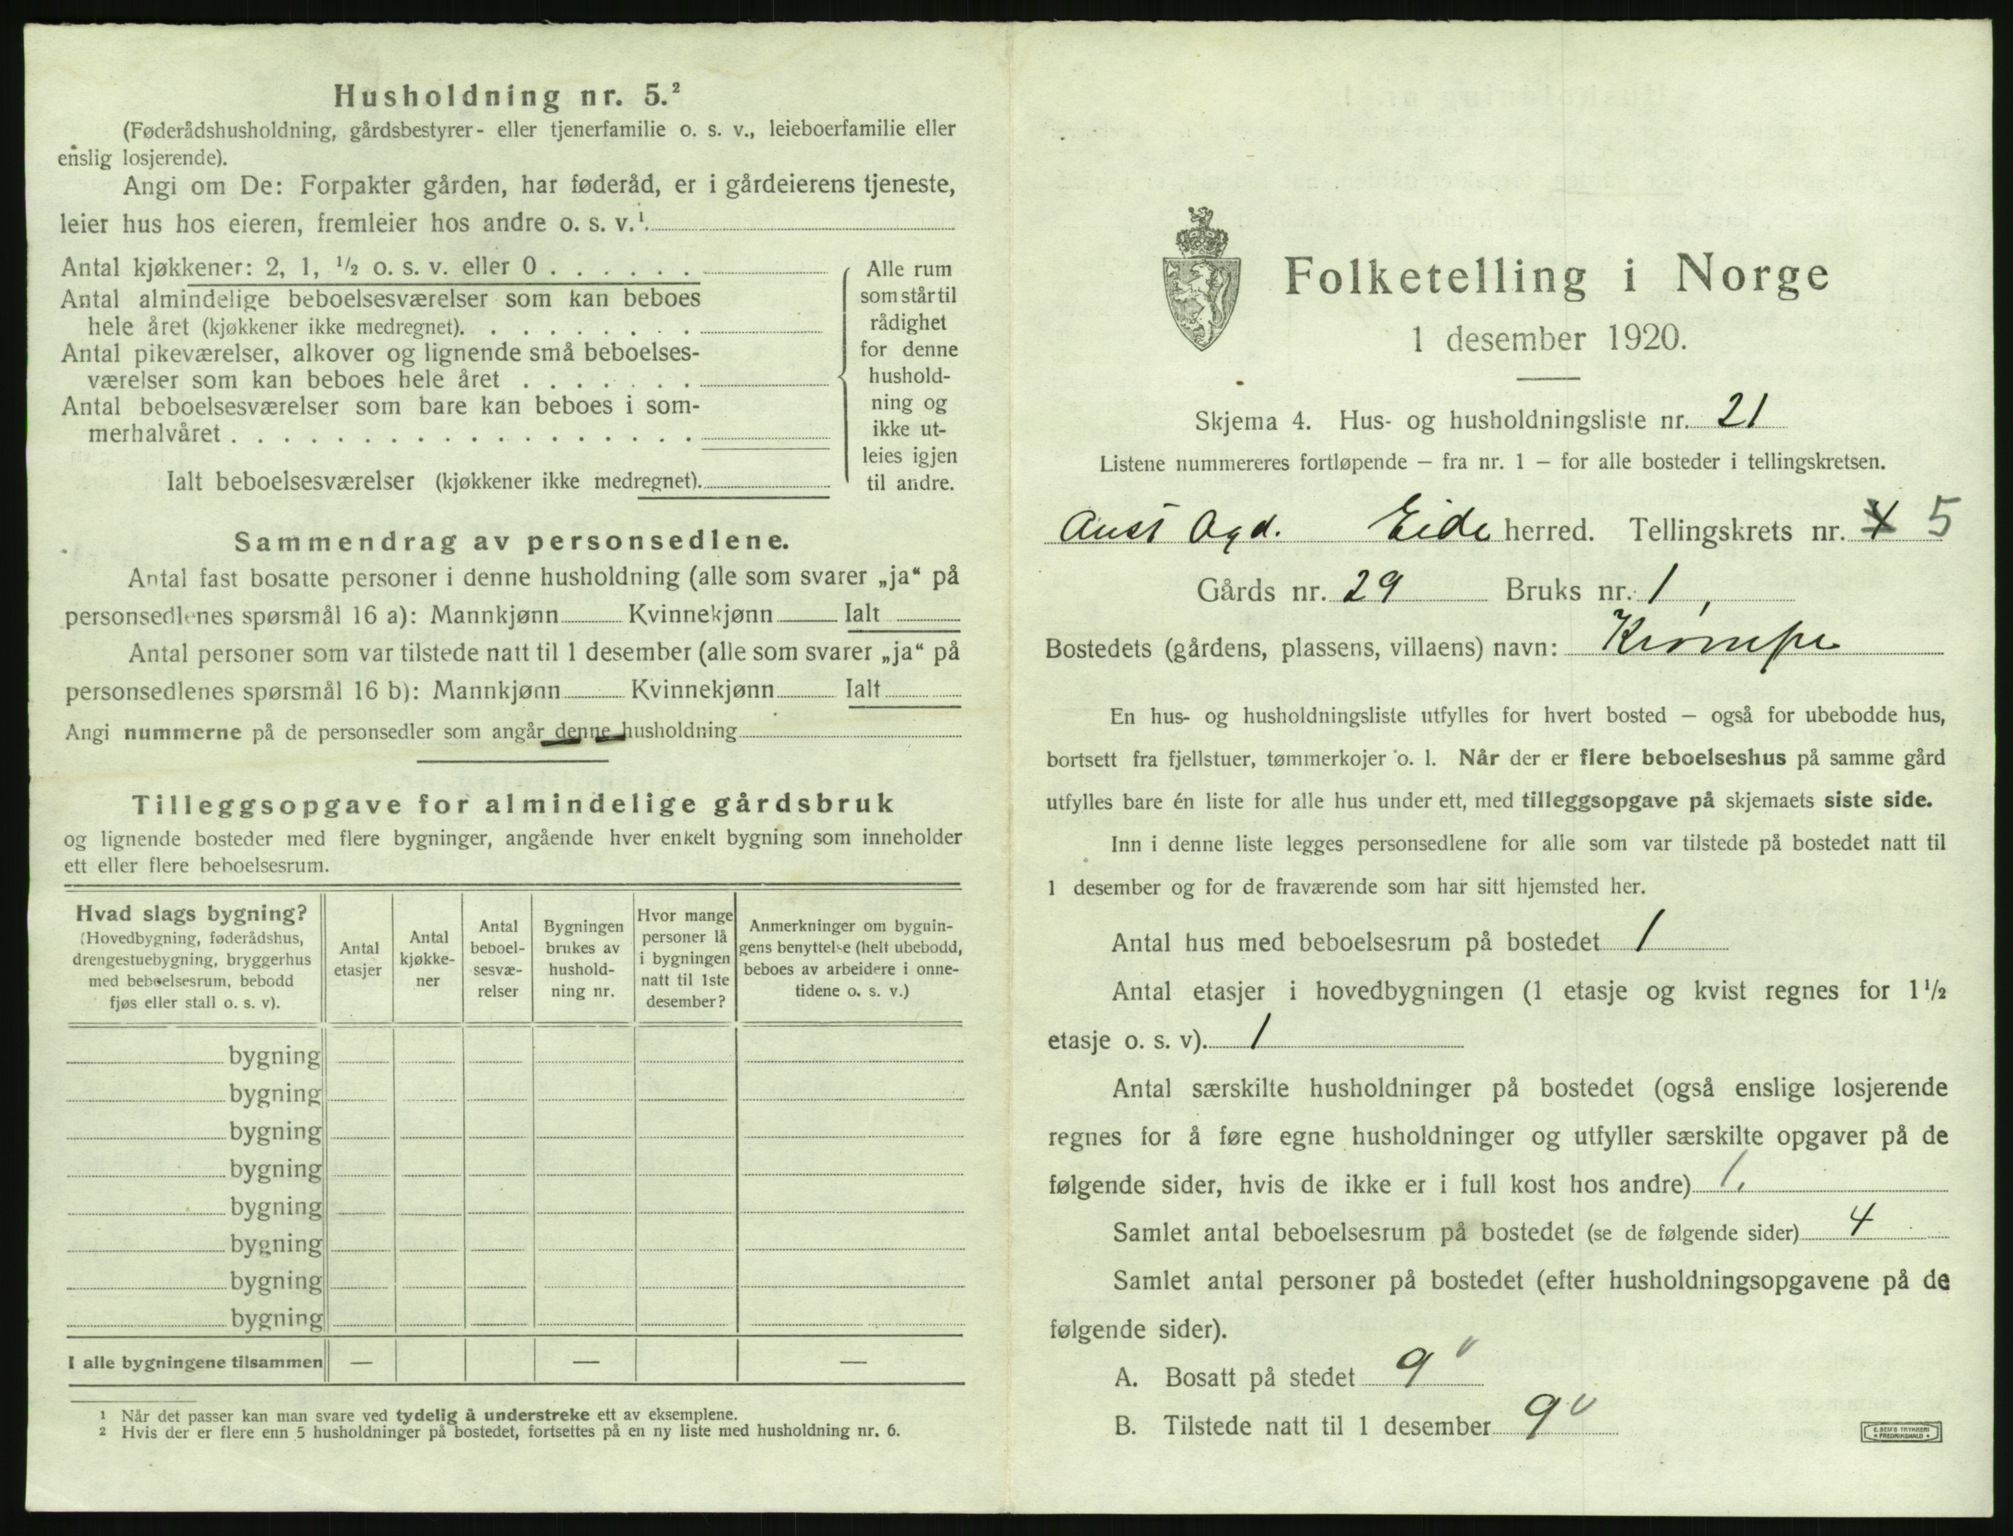 Husholdning nr. 5.²
(Føderådshusholdning, gårdsbestyrer- eller tjenerfamilie o. s. v., leieboerfamilie eller
enslig losjerende).
Angi om De: Forpakter gården, har føderåd, er i gårdeierens tjeneste,
leier hus hos eieren, fremleier hos andre o. s. v.¹
Antal kjøkkener: 2, 1, ½ o. s. v. eller 0 . . . . . .
Antal almindelige beboelsesværelser som kan beboes
hele året (kjøkkener ikke medregnet). . . . . . . . .
Antal pikeværelser, alkover og lignende små beboelses-
værelser som kan beboes hele året . . . . . . .
Antal beboelsesværelser som bare kan beboes i som-
merhalvåret . . . . . . . . . . . . . . . . . .
Ialt beboelsesværelser (kjøkkener ikke medregnet).
Alle rum
som står til
rådighet
for denne
hushold-
ning og
ikke ut-
leies igjen
til andre.
Sammendrag av personsedlene.
Antal fast bosatte personer i denne husholdning (alle som svarer „ja“ på
personsedlenes spørsmål 16 a): Mannkjønn Kvinnekjønn Ialt
Antal personer som var tilstede natt til 1 desember (alle som svarer „ja“ på
personsedlenes spørsmål 16 b): Mannkjønn Kvinnekjønn Ialt
Angi nummerne på de personsedler som angår denne husholdning
Tilleggsopgave for almindelige gårdsbruk
og lignende bosteder med flere bygninger, angående hver enkelt bygning som inneholder
ett eller flere beboelsesrum.
Hvad slags bygning?
(Hovedbygning, føderådshus,
drengestuebygning, bryggerhus
med beboelsesrum, bebodd
fjøs eller stall o. s. v).
Antal
etasjer
Antal
kjøkke-
ner
Antal
beboel-
sesvæ-
relser
Bygningen
brukes av
hushold-
ning nr.
Hvor mange
personer lå
i bygningen
natt til 1ste
desember?
Anmerkninger om bygnin-
gens benyttelse (helt ubebodd,
beboes av arbeidere i onne-
tidene o. s. v.)
bygning
bygning
bygning
bygning
bygning
bygning
bygning
bygning
I alle bygningene tilsammen — — —
¹ Når det passer kan man svare ved tydelig å understreke ett av eksemplene.
² Hvis der er flere enn 5 husholdninger på bostedet, fortsettes på en ny liste med husholdning nr. 6.
Folketelling i Norge
1 desember 1920.
Skjema 4. Hus- og husholdningsliste nr. 21
Listene nummereres fortløpende — fra nr. 1 — for alle bosteder i tellingskretsen.
Aust Agd. Eide herred. Tellingskrets nr. 5
Gårds nr. 29 Bruks nr. 1,
Bostedets (gårdens, plassens, villaens) navn: Krømpe
En hus- og husholdningsliste utfylles for hvert bosted — også for ubebodde hus,
bortsett fra fjellstuer, tømmerkojer o. l. Når der er flere beboelseshus på samme gård
utfylles bare én liste for alle hus under ett, med tilleggsopgave på skjemaets siste side.
Inn i denne liste legges personsedlene for alle som var tilstede på bostedet natt til
1 desember og for de fraværende som har sitt hjemsted her.
Antal hus med beboelsesrum på bostedet 1
Antal etasjer i hovedbygningen (1 etasje og kvist regnes for 1½
etasje o. s. v). 1
Antal særskilte husholdninger på bostedet (også enslige losjerende
regnes for å føre egne husholdninger og utfyller særskilte opgaver på de
følgende sider, hvis de ikke er i full kost hos andre) 1.
Samlet antal beboelsesrum på bostedet (se de følgende sider) 4
Samlet antal personer på bostedet (efter husholdningsopgavene på de
følgende sider).
A. Bosatt på stedet 9
B. Tilstede natt til 1 desember 9